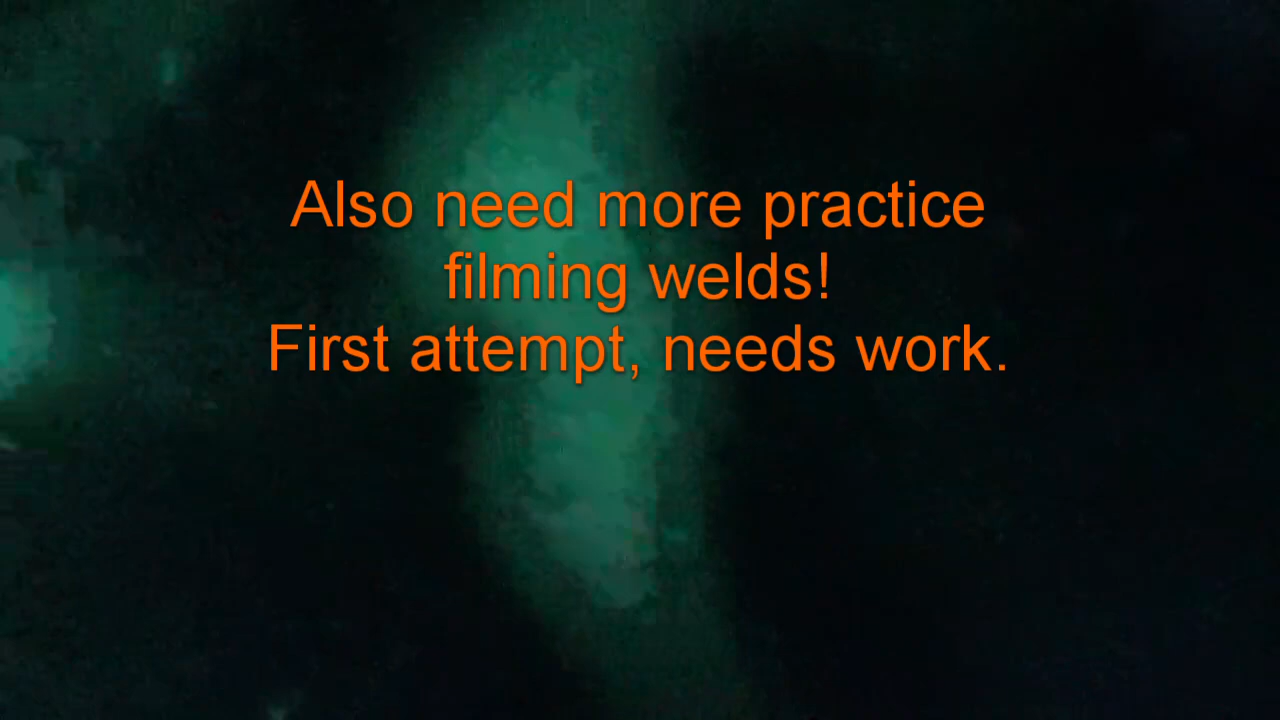 Also need more practice
filming welds!
First attempt, needs work.